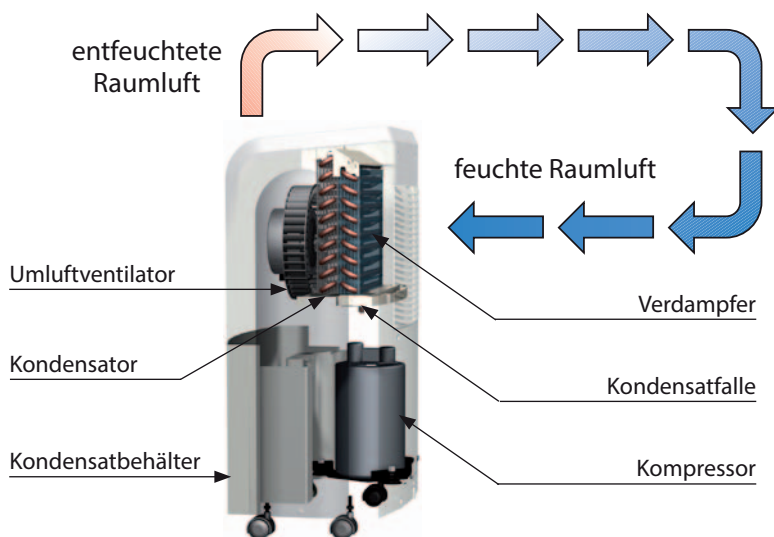 entfeuchtete
Raumluft
feuchte Raumluft
Umluftventilator
Verdampfer
Kondensator
Kondensatfalle
Kondensatbehälter
Kompressor